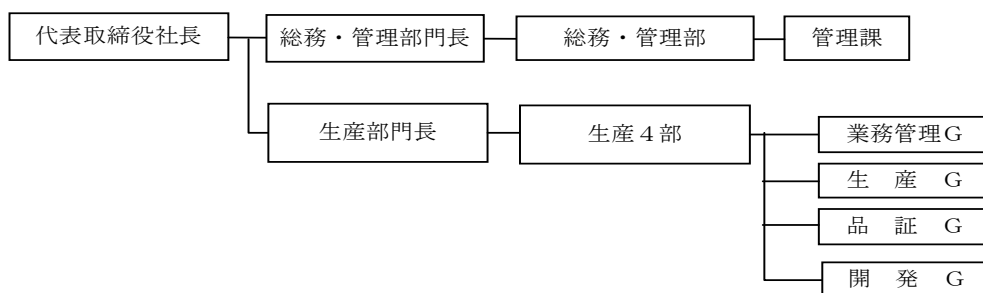 代表取締役社長
総務・管理部門長
総務・管理部
管理課
生産部門長
生産４部
業務管理G
生　産　G
品　証　G
開　発　G